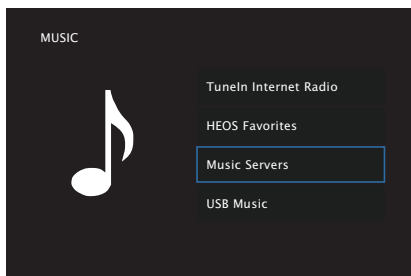 MUSIC
TuneIn Internet Radio
HEOS Favorites
Music Servers
USB Music